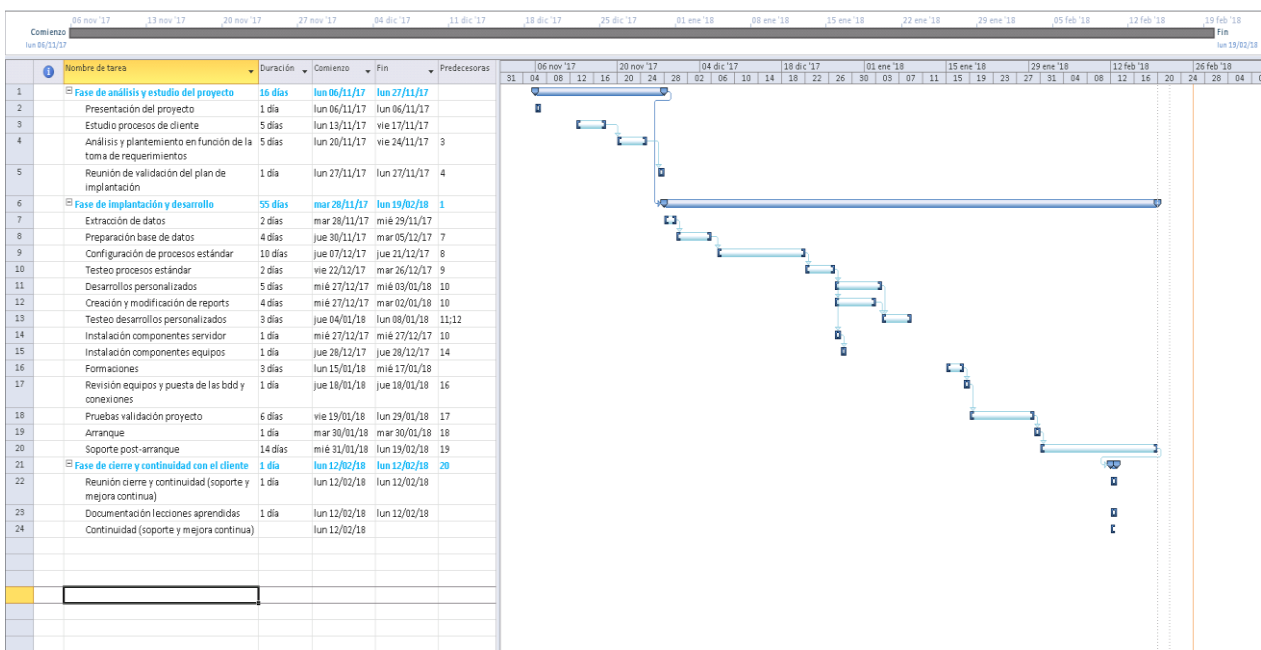 06 nov '17 13 nov '17 20 nov '17 27 nov '17 04 dic '17 11 dic '17 18 dic '17 25 dic '17 01 ene '18 08 ene '18 15 ene '18 22 ene '18 29 ene '18 05 feb '18 12 feb '18 19 feb '18
Comienzo Fin
lun 06/11/17 lun 19/02/18
Nombre de tarea Duración Comienzo Fin Predecesoras 06 nov '17 20 nov '17 04 dic '17 18 dic '17 01 ene '18 15 ene '18 29 ene '18 12 feb '18 26 feb '18
31 04 08 12 16 20 24 28 02 06 10 14 18 22 26 30 03 07 11 15 19 23 27 31 04 08 12 16 20 24 28 04
1 Fase de análisis y estudio del proyecto 16 días lun 06/11/17 lun 27/11/17
2 Presentación del proyecto 1 día lun 06/11/17 lun 06/11/17
3 Estudio procesos de cliente 5 días lun 13/11/17 vie 17/11/17
4 Análisis y plantemiento en función de la 5 días lun 20/11/17 vie 24/11/17 3
toma de requerimientos
5 Reunión de validación del plan de 1 día lun 27/11/17 lun 27/11/17 4
implantación
6 Fase de implantación y desarrollo 55 días mar 28/11/17 lun 19/02/18 1
7 Extracción de datos 2 días mar 28/11/17 mié 29/11/17
8 Preparación base de datos 4 días jue 30/11/17 mar 05/12/17 7
9 Configuración de procesos estándar 10 días jue 07/12/17 jue 21/12/17 8
10 Testeo procesos estándar 2 días vie 22/12/17 mar 26/12/17 9
11 Desarrollos personalizados 5 días mié 27/12/17 mié 03/01/18 10
12 Creación y modificación de reports 4 días mié 27/12/17 mar 02/01/18 10
13 Testeo desarrollos personalizados 3 días jue 04/01/18 lun 08/01/18 11;12
14 Instalación componentes servidor 1 día mié 27/12/17 mié 27/12/17 10
15 Instalación componentes equipos 1 día jue 28/12/17 jue 28/12/17 14
16 Formaciones 3 días lun 15/01/18 mié 17/01/18
17 Revisión equipos y puesta de las bdd y 1 día jue 18/01/18 jue 18/01/18 16
conexiones
18 Pruebas validación proyecto 6 días vie 19/01/18 lun 29/01/18 17
19 Arranque 1 día mar 30/01/18 mar 30/01/18 18
20 Soporte post-arranque 14 días mié 31/01/18 lun 19/02/18 19
21 Fase de cierre y continuidad con el cliente 1 día lun 12/02/18 lun 12/02/18 20
22 Reunión cierre y continuidad (soporte y 1 día lun 12/02/18 lun 12/02/18
mejora continua)
23 Documentación lecciones aprendidas 1 día lun 12/02/18 lun 12/02/18
24 Continuidad (soporte y mejora continua) lun 12/02/18